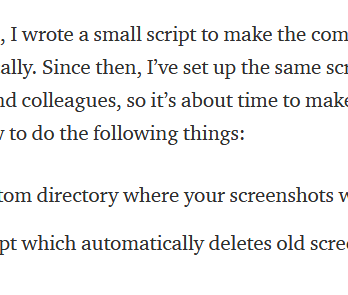 , I wrote a small script to make the com
ally. Since then, I’ve set up the same scr
nd colleagues, so it’s about time to make
to do the following things:
tom directory where your screenshots w
pt which automatically deletes old scree